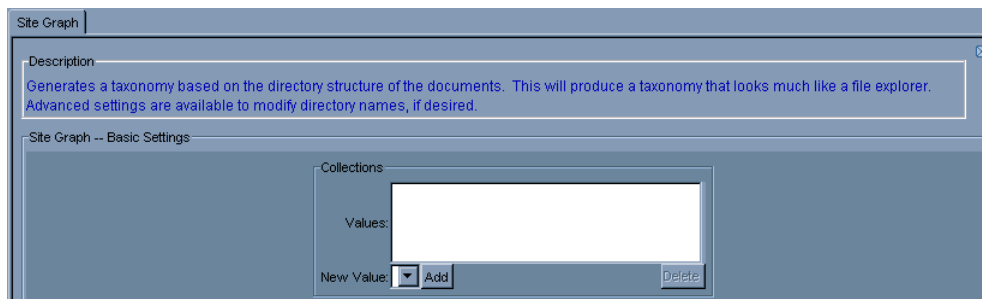 Site Graph
Description
Generates a taxonomy based on the directory structure of the documents.  This will produce a taxonomy that looks much like a file explorer.
Advanced settings are available to modify directory names, if desired.
Site Graph -- Basic Settings
Collections
Values:
New Value: Add Delete